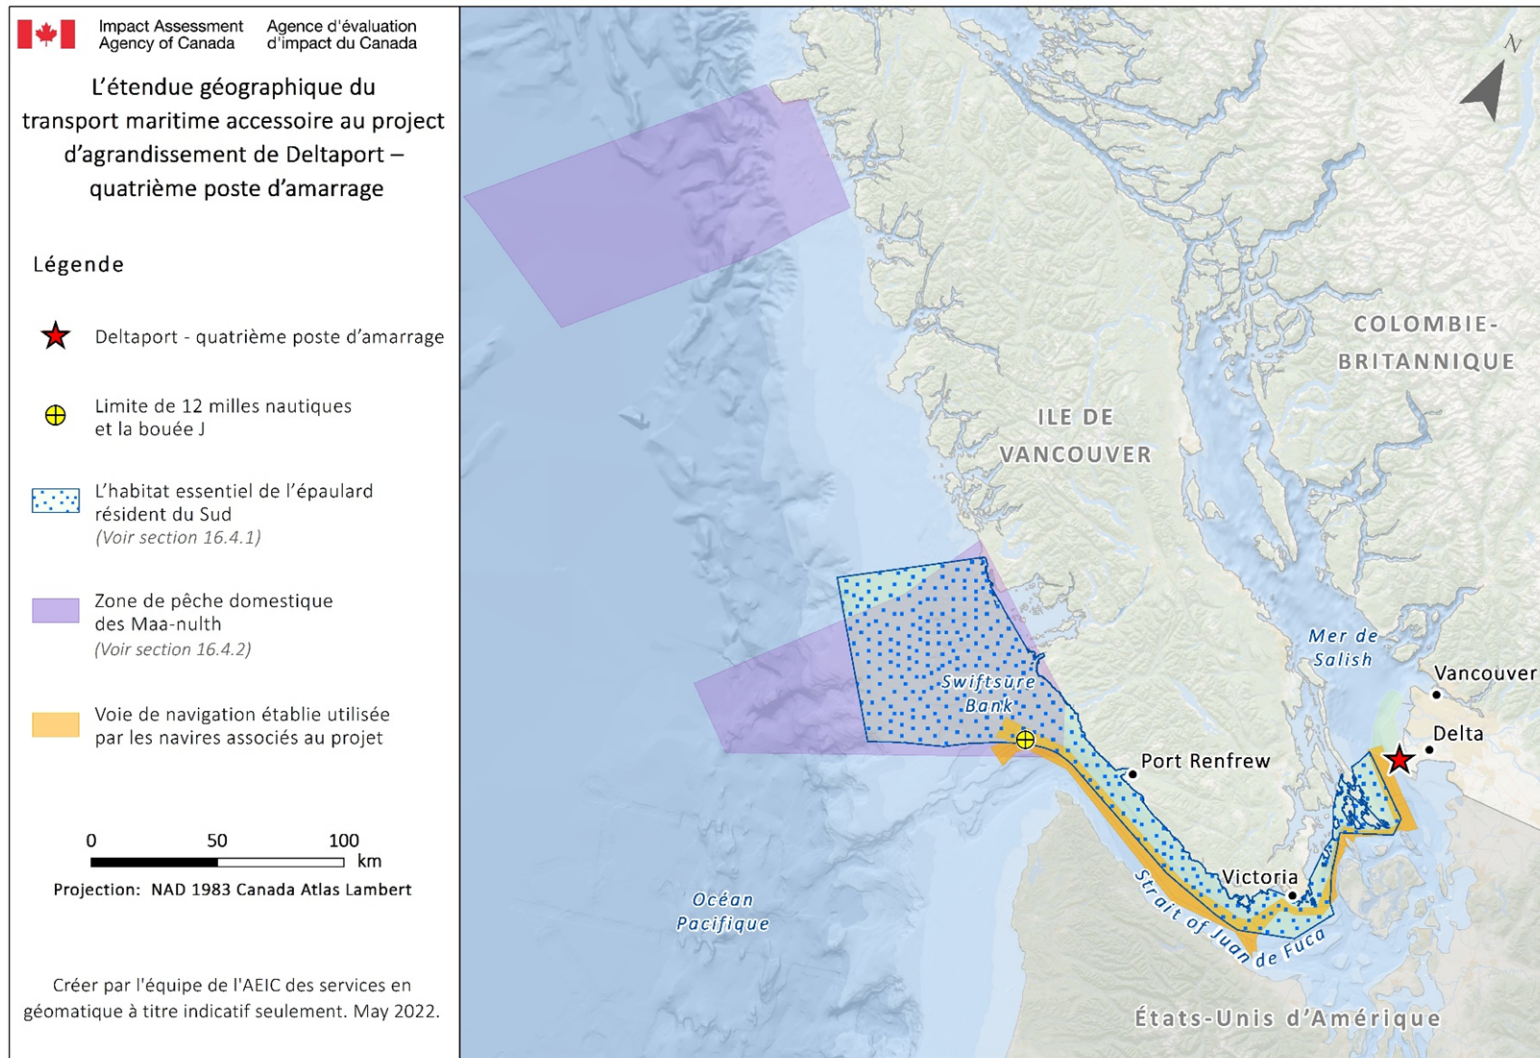 Impact Assessment
Agency of Canada
Agence d'évaluation
d'impact du Canada
L'étendue géographique du
transport maritime accessoire au project
d'agrandissement de Deltaport –
quatrième poste d'amarrage
Légende
Deltaport - quatrième poste d'amarrage
Limite de 12 milles nautiques
et la bouée J
L'habitat essentiel de l'épaulard
résident du Sud
(Voir section 16.4.1)
Zone de pêche domestique
des Maa-nulth
(Voir section 16.4.2)
Voie de navigation établie utilisée
par les navires associés au projet
0 50 100
km
Projection: NAD 1983 Canada Atlas Lambert
Créer par l'équipe de l'AEIC des services en
géomatique à titre indicatif seulement. May 2022.
N
COLOMBIE-
BRITANNIQUE
ILE DE
VANCOUVER
Mer de
Salish
Vancouver
Delta
Swiftsure
Bank
Port Renfrew
Victoria
Strait of Juan de Fuca
Océan
Pacifique
États-Unis d'Amérique